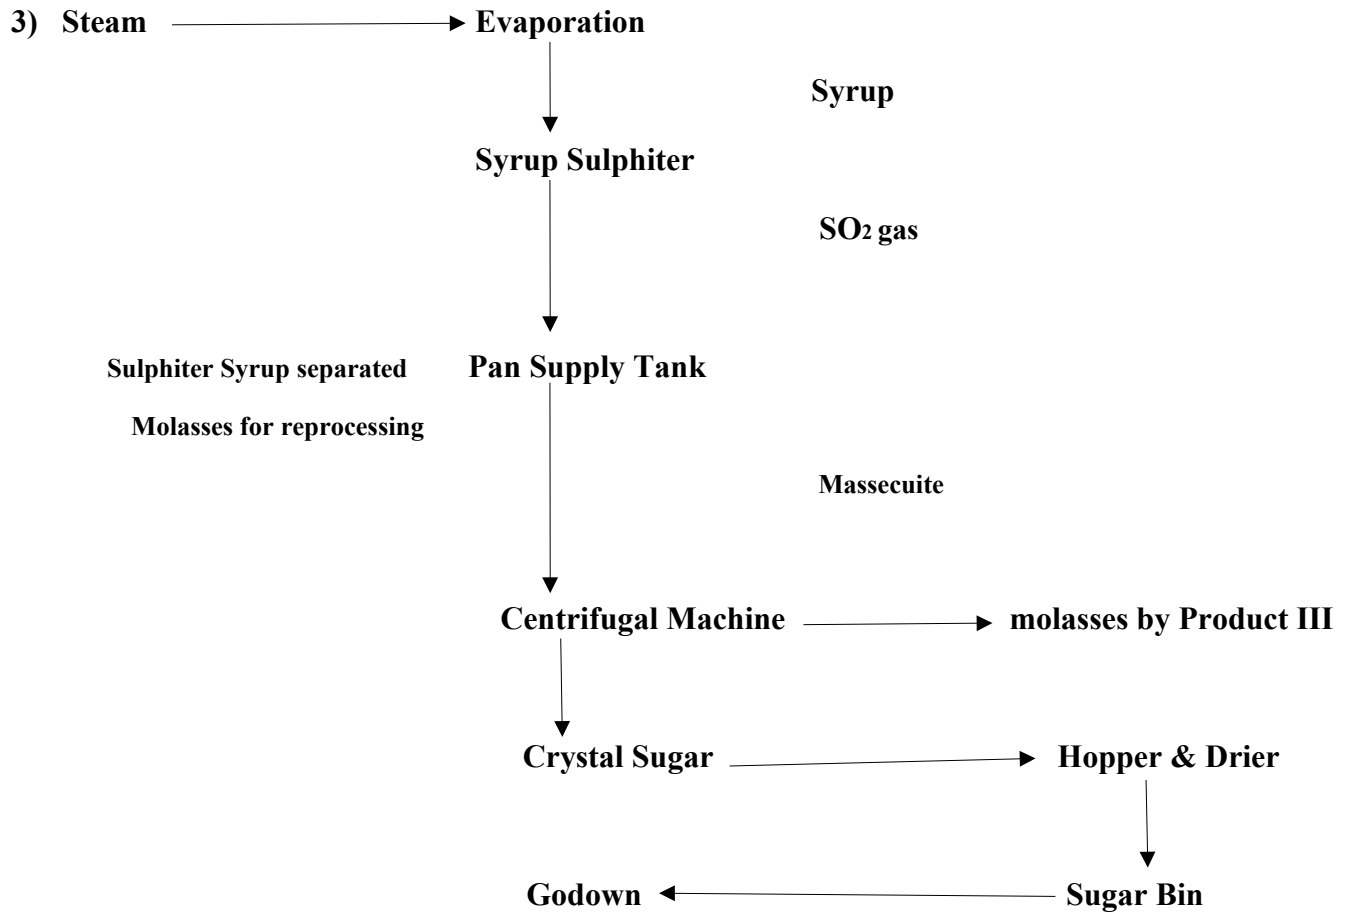 3) Steam Evaporation
Syrup
Syrup Sulphiter
SO2 gas
Sulphiter Syrup separated Pan Supply Tank
Molasses for reprocessing
Massecuite
Centrifugal Machine molasses by Product III
Crystal Sugar Hopper & Drier
Godown Sugar Bin